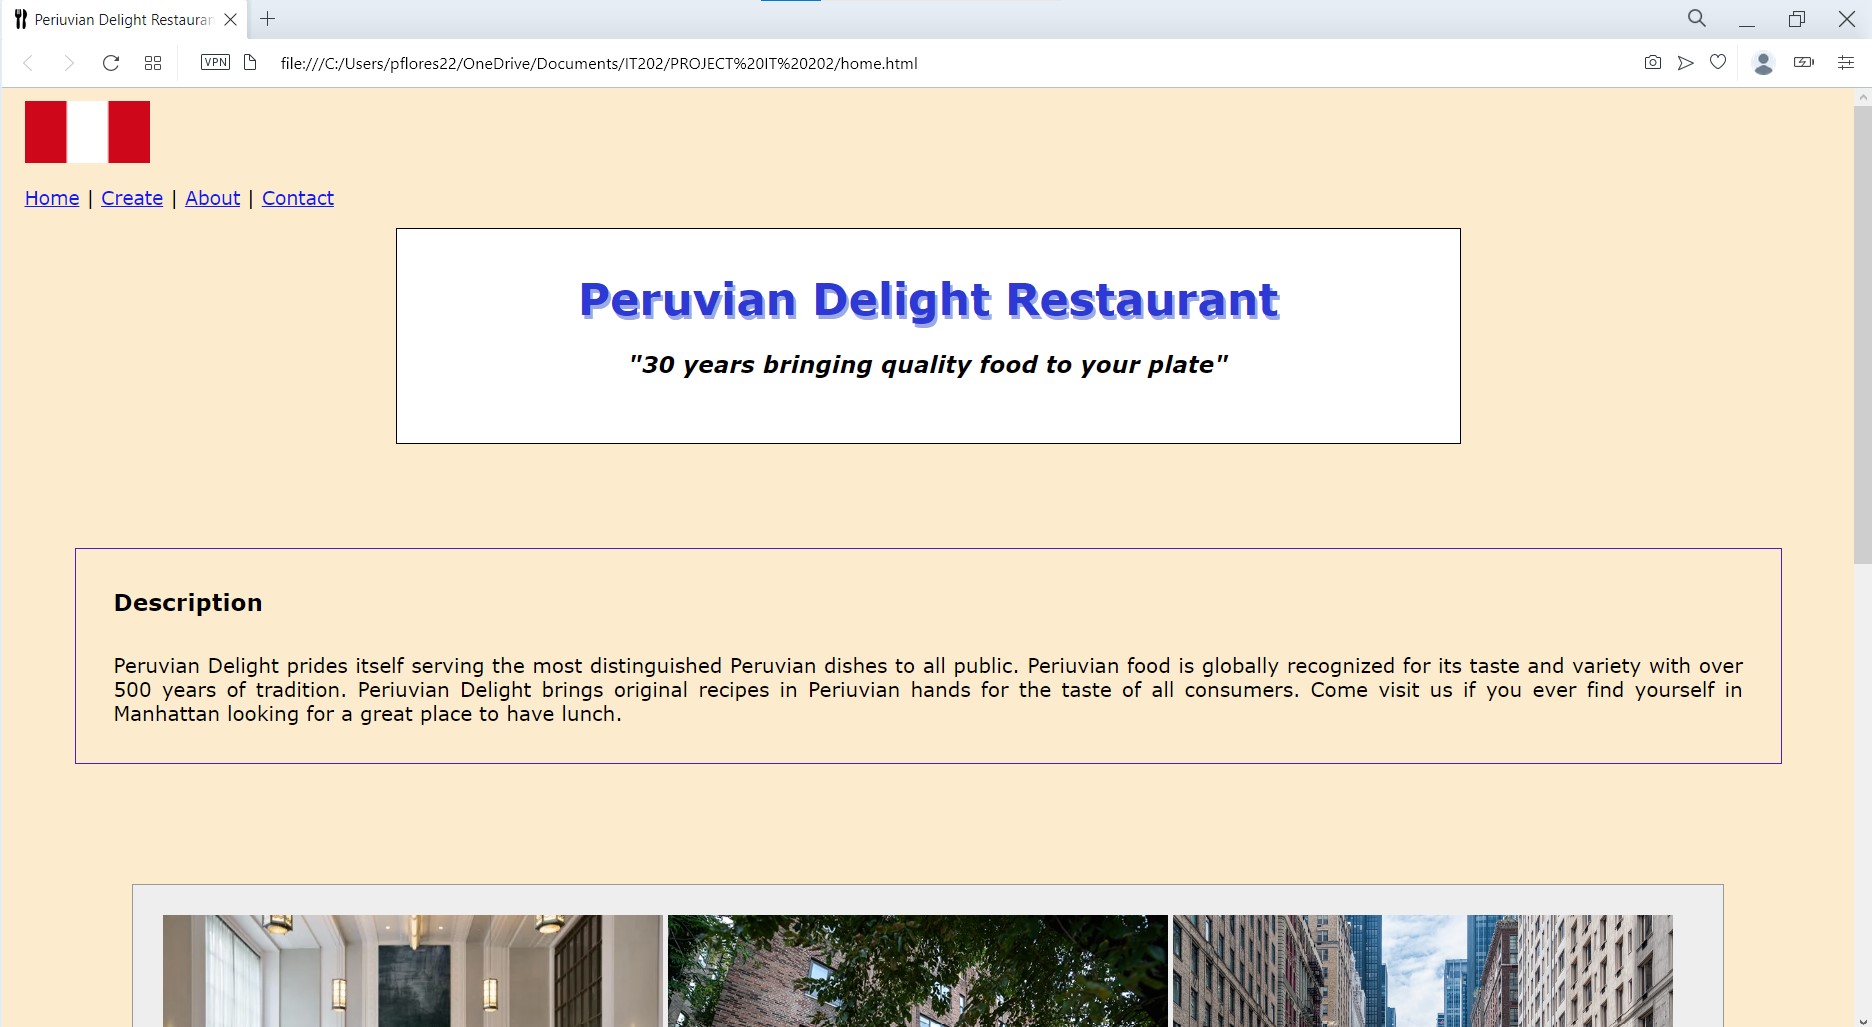 Periuvian Delight Restauran
VPN
file:///C:/Users/pflores22/OneDrive/Documents/IT202/PROJECT%20IT%20202/home.html
Home | Create | About | Contact
Peruvian Delight Restaurant
"30 years bringing quality food to your plate"
Description
Peruvian Delight prides itself serving the most distinguished Peruvian dishes to all public. Periuvian food is globally recognized for its taste and variety with over
500 years of tradition. Periuvian Delight brings original recipes in Periuvian hands for the taste of all consumers. Come visit us if you ever find yourself in
Manhattan looking for a great place to have lunch.